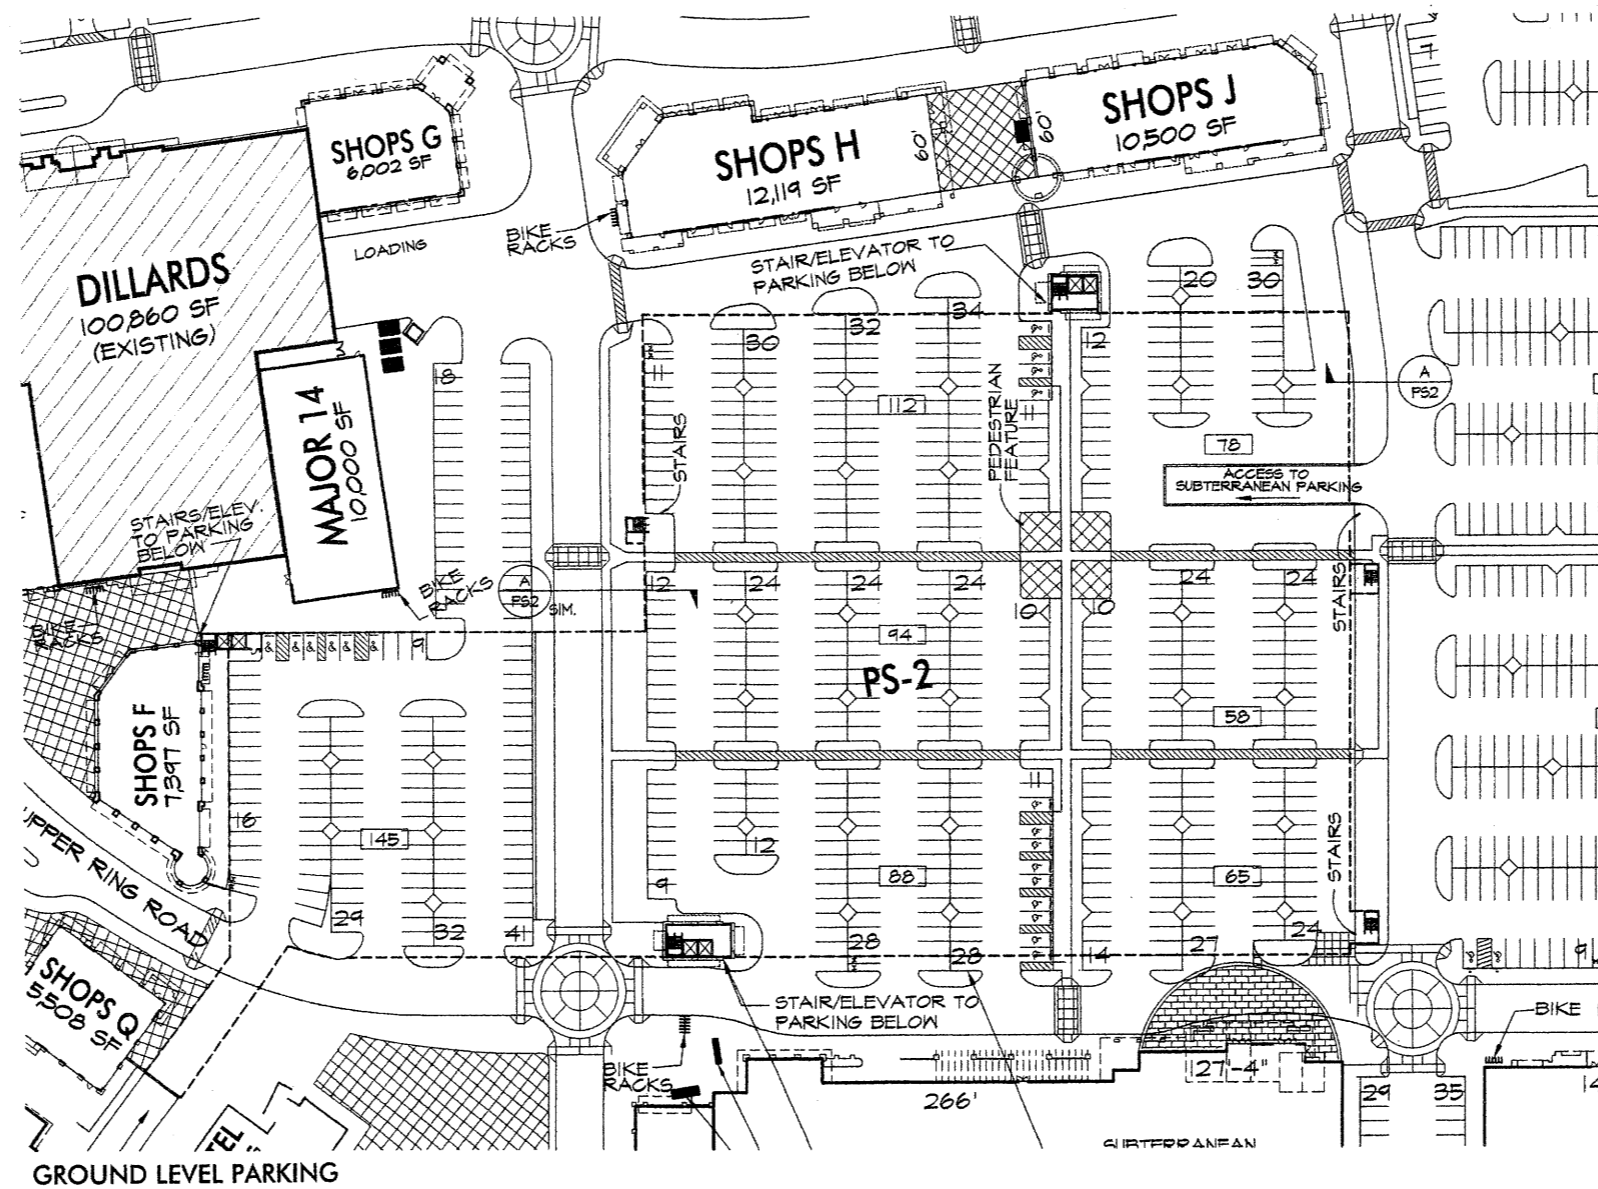 7
SHOPS G
6,002 SF
SHOPS H
12,119 SF
60'
60'
SHOPS J
10,500 SF
BIKE
RACKS
LOADING
STAIR/ELEVATOR TO
PARKING BELOW
DILLARDS
100,860 SF
(EXISTING)
20
30
34
32
30
12
18
MAJOR 14
10,000 SF
A
PS2
112
PEDESTRIAN
FEATURE
STAIRS
78
ACCESS TO
SUBTERRANEAN PARKING
STAIRS/ELEV.
TO PARKING
BELOW
BIKE
RACKS
A
PS2
SIM.
12
24
24
24
10
10
24
24
STAIRS
BIKE
RACKS
9
94
PS-2
58
SHOPS F
7,397 SF
16
145
UPPER RING ROAD
29
32
41
12
9
88
65
STAIRS
28
28
14
27
24
9
SHOPS Q
5,508 SF
STAIR/ELEVATOR TO
PARKING BELOW
BIKE
BIKE
RACKS
27'-4"
266'
29
35
SUBTERRANEAN
GROUND LEVEL PARKING